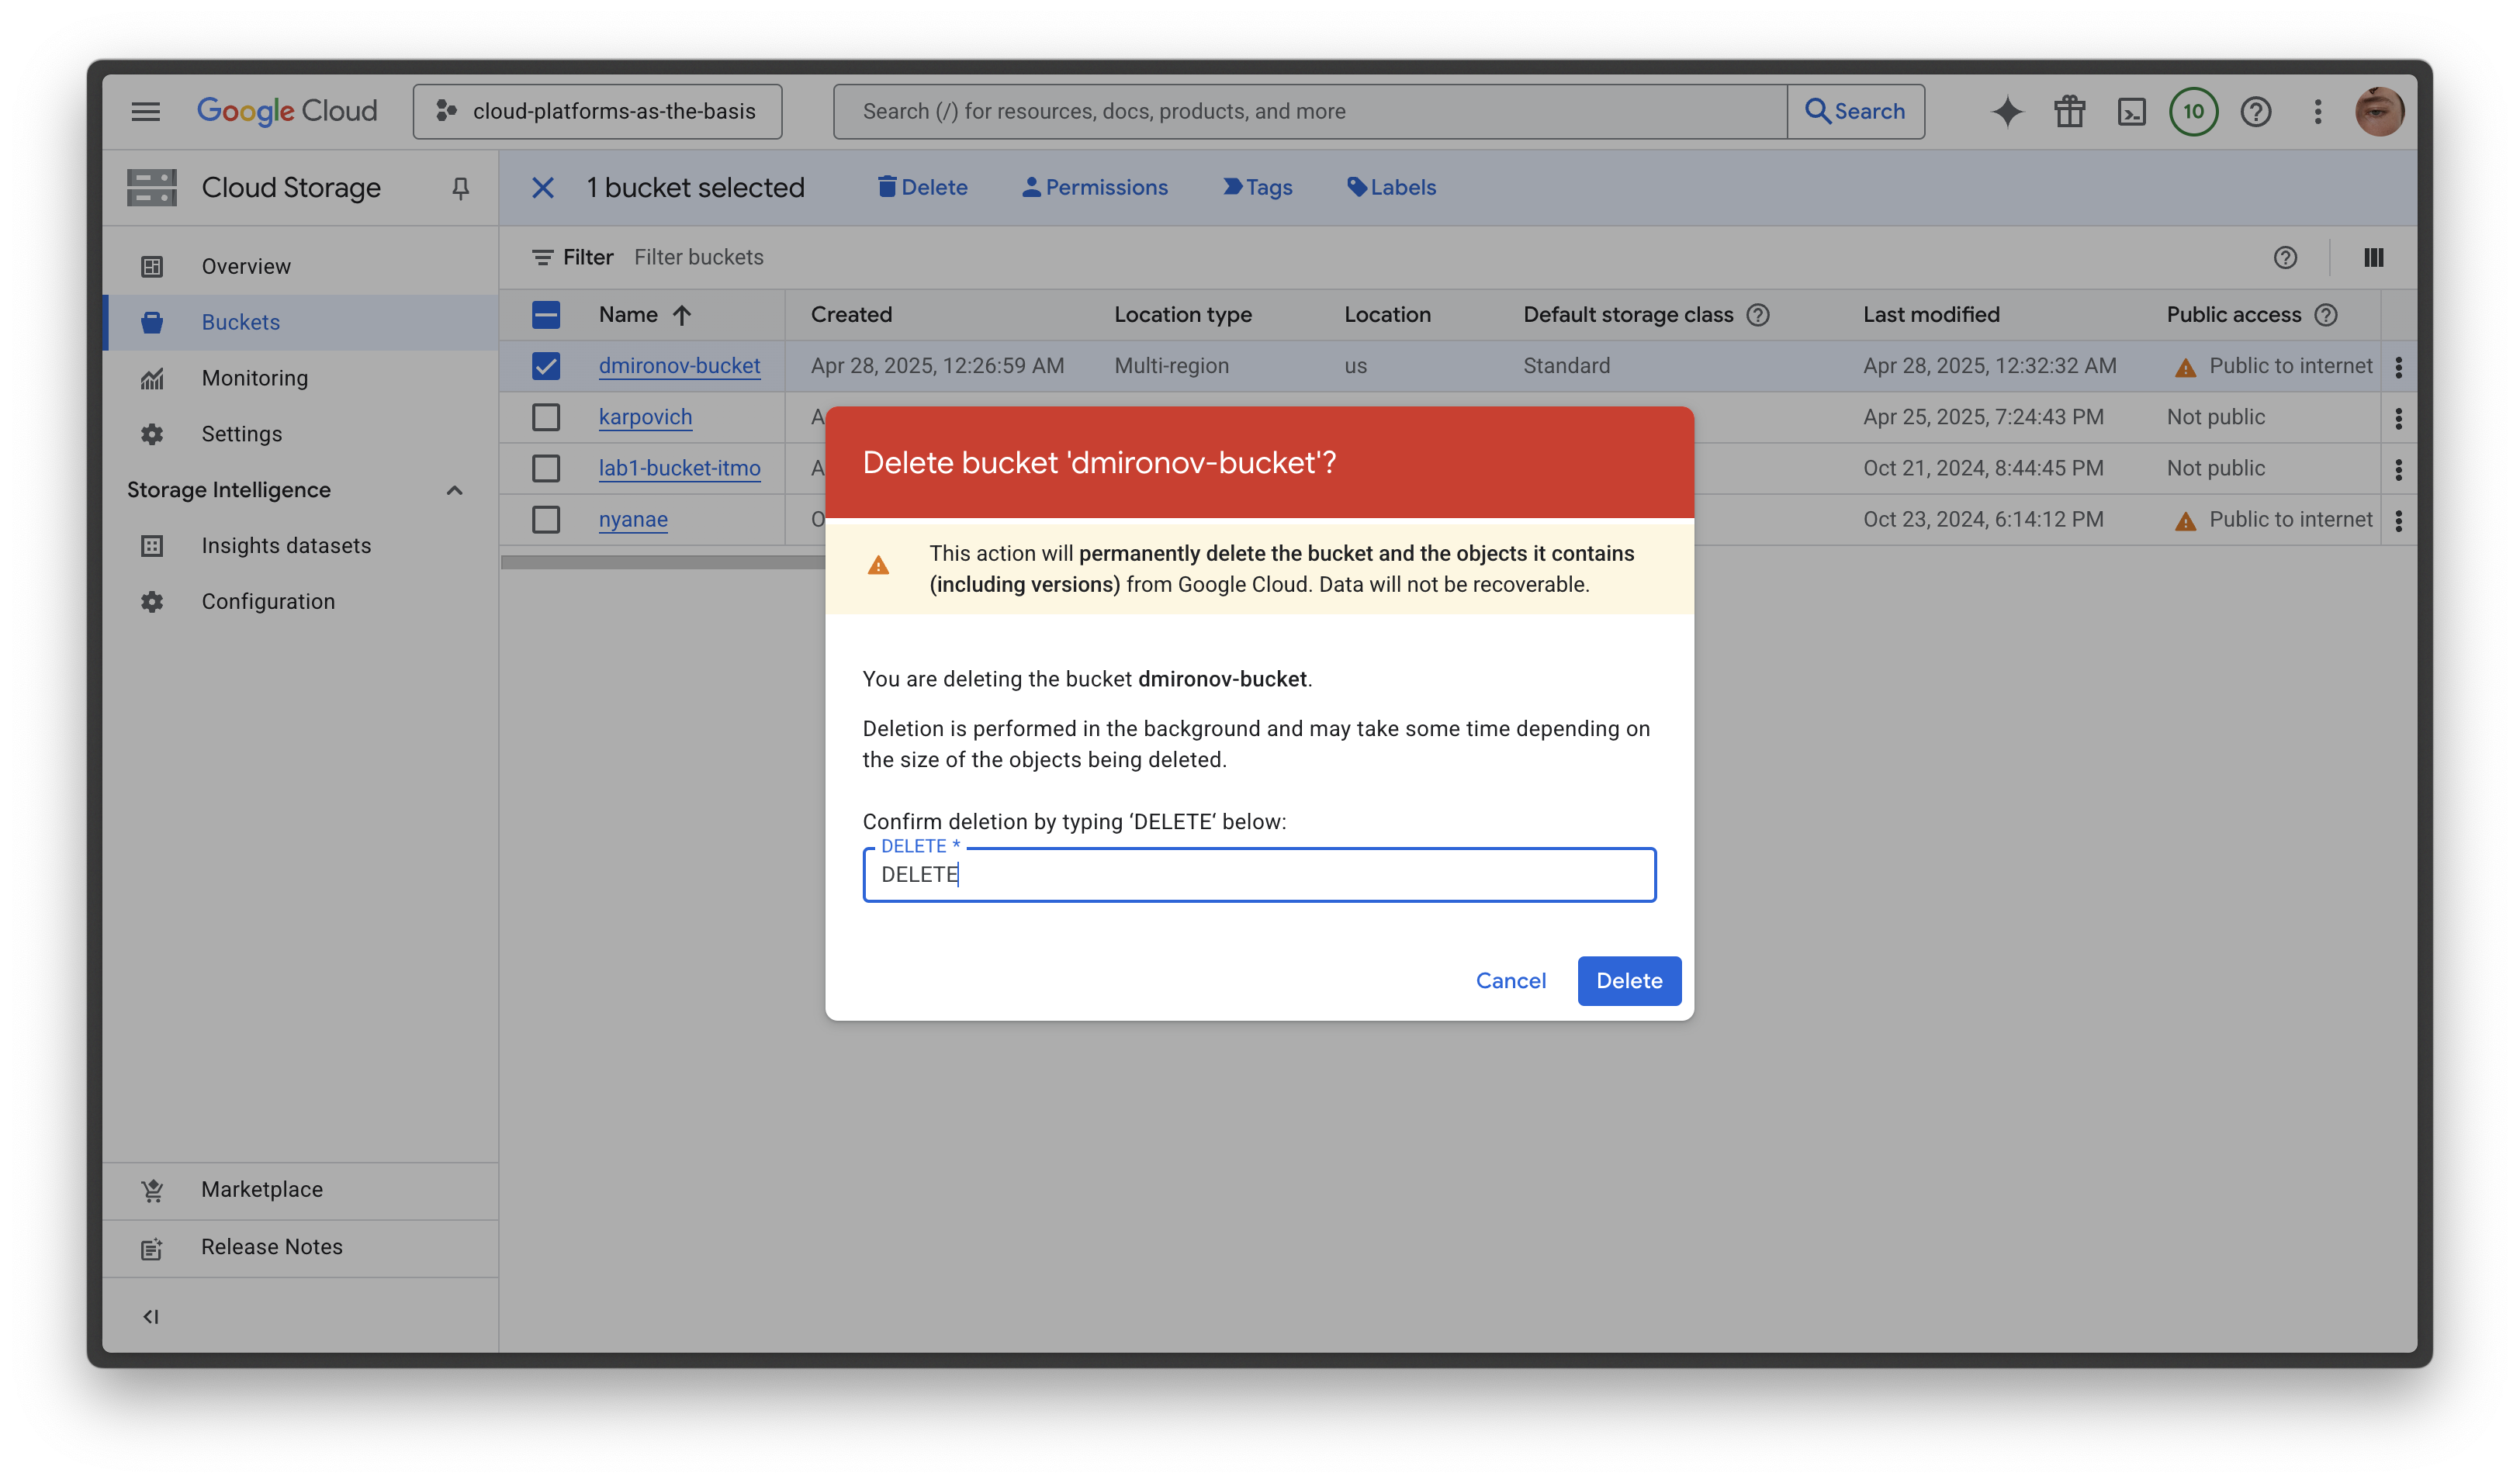 Google Cloud
cloud-platforms-as-the-basis
Search (/) for resources, docs, products, and more
Search
10
Cloud Storage
1 bucket selected
Delete
Permissions
Tags
Labels
Overview
Buckets
Monitoring
Settings
Storage Intelligence
Insights datasets
Configuration
Marketplace
Release Notes
Filter Filter buckets
Name Created Location type Location Default storage class Last modified Public access
dmironov-bucket Apr 28, 2025, 12:26:59 AM Multi-region us Standard Apr 28, 2025, 12:32:32 AM Public to internet
karpovich A Apr 25, 2025, 7:24:43 PM Not public
lab1-bucket-itmo A Oct 21, 2024, 8:44:45 PM Not public
nyanae O Oct 23, 2024, 6:14:12 PM Public to internet
Delete bucket 'dmironov-bucket'?
This action will permanently delete the bucket and the objects it contains
(including versions) from Google Cloud. Data will not be recoverable.
You are deleting the bucket dmironov-bucket.
Deletion is performed in the background and may take some time depending on
the size of the objects being deleted.
Confirm deletion by typing ‘DELETE‘ below:
DELETE *
DELETE
Cancel
Delete